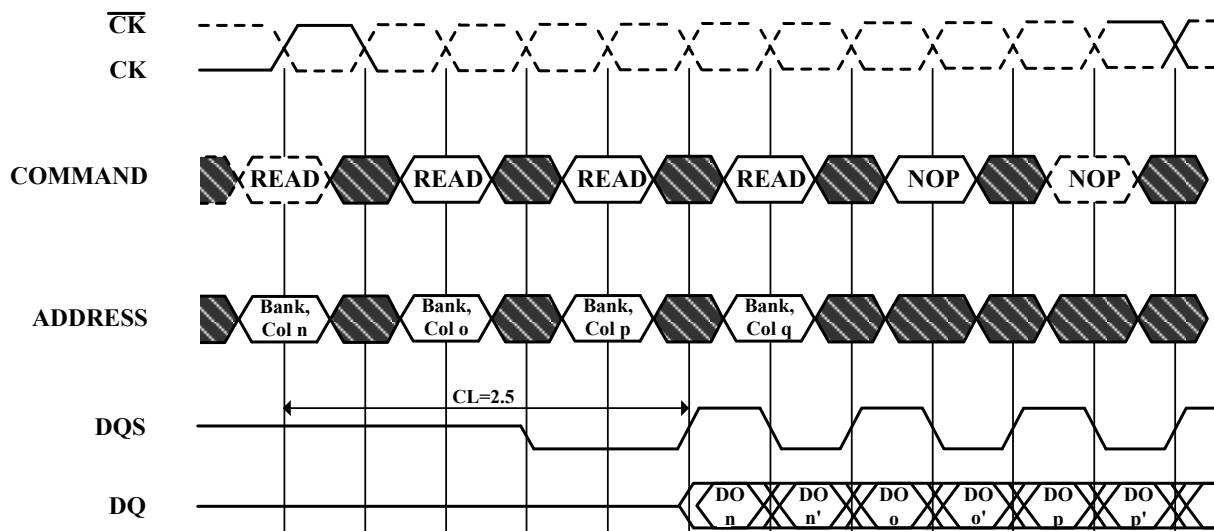 CK
CK
COMMAND
READ
READ
READ
READ
NOP
NOP
ADDRESS
Bank,
Col n
Bank,
Col o
Bank,
Col p
Bank,
Col q
CL=2.5
DQS
DQ
DO
n
DO
n'
DO
o
DO
o'
DO
p
DO
p'